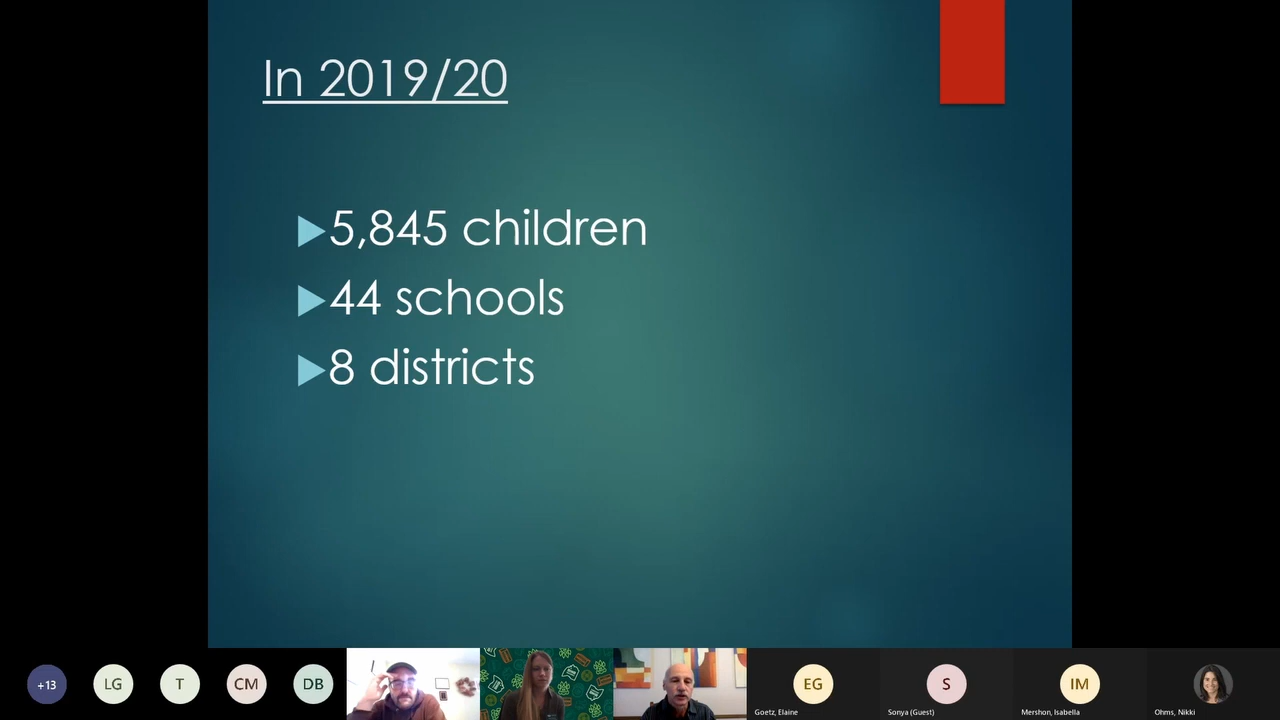 In 2019/20
5,845 children
44 schools
8 districts
+13
LG
T
CM
DB
EG
Goetz, Elaine
S
Sonya (Guest)
IM
Mershon, Isabella
Ohms, Nikki